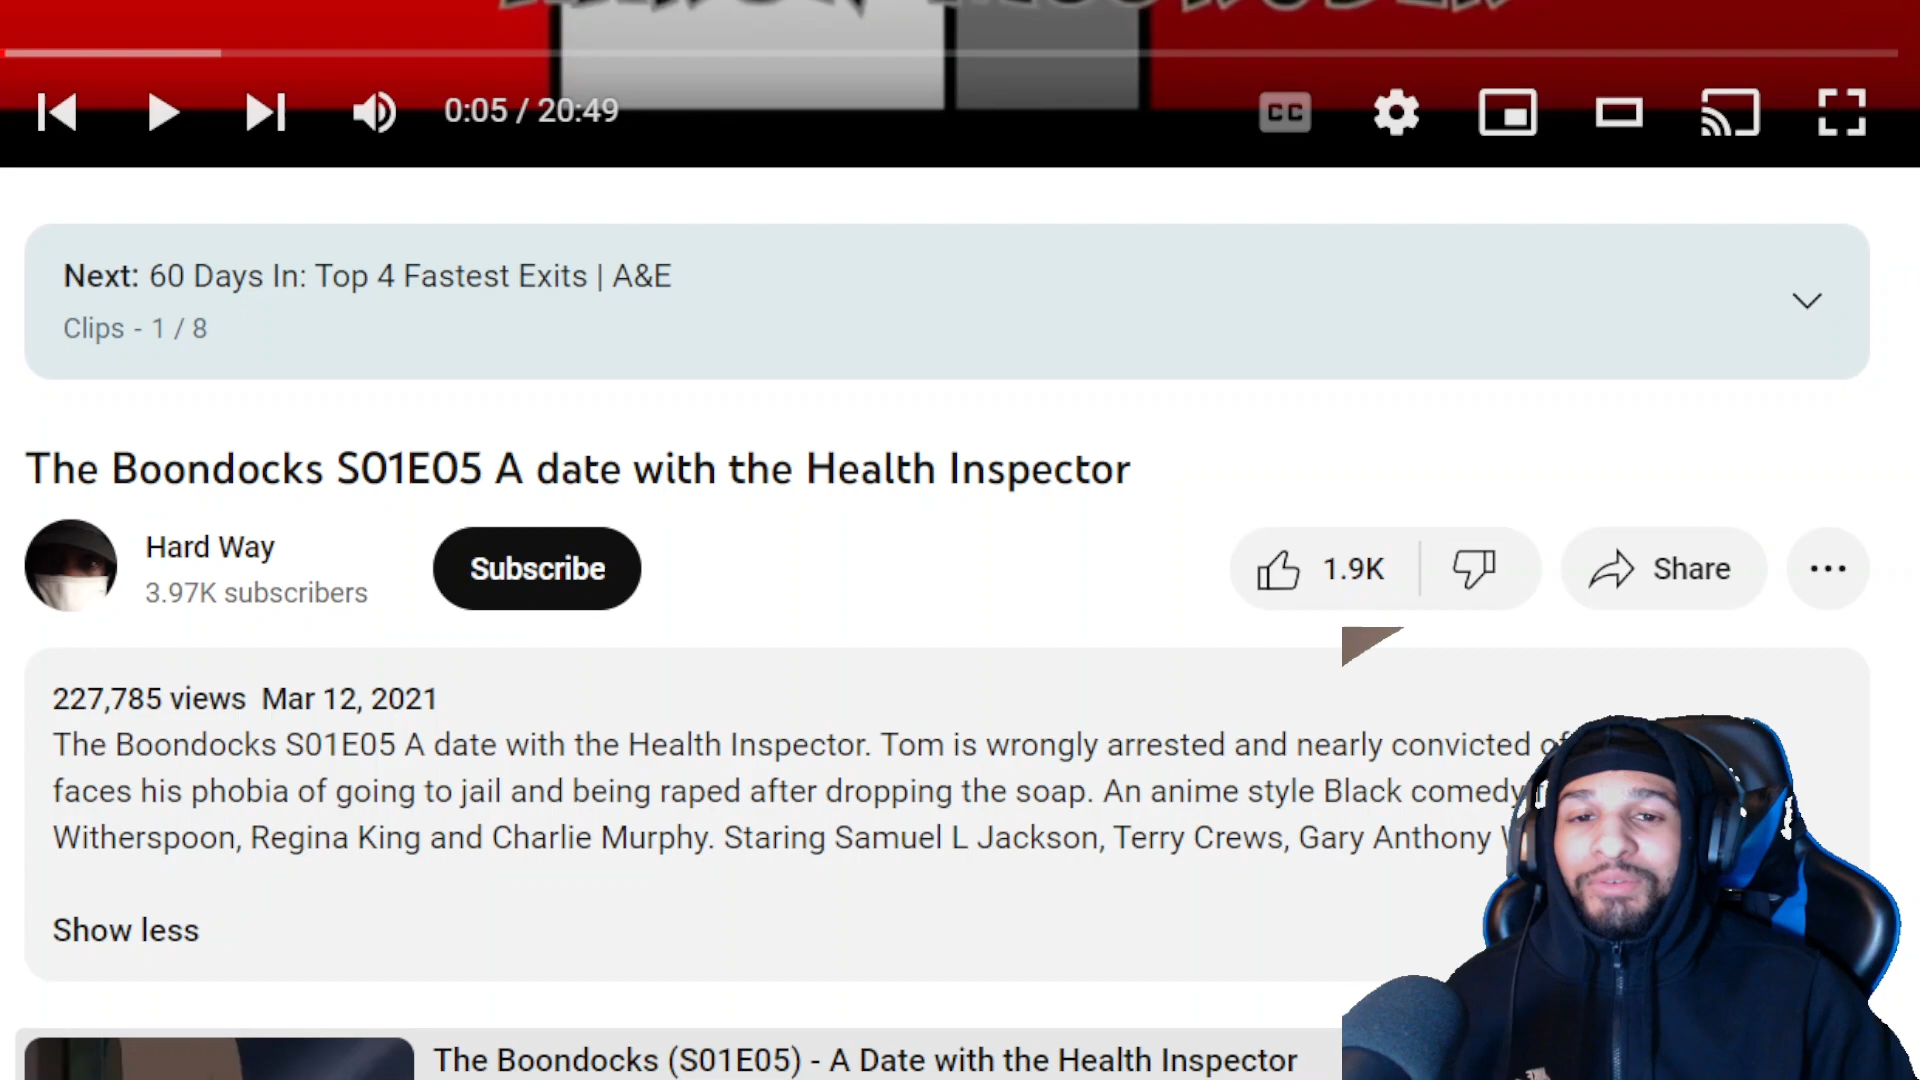 0:05 / 20:49
CC
Next: 60 Days In: Top 4 Fastest Exits | A&E
Clips - 1 / 8
The Boondocks S01E05 A date with the Health Inspector
Hard Way
3.97K subscribers
Subscribe
1.9K
Share
227,785 views Mar 12, 2021
The Boondocks S01E05 A date with the Health Inspector. Tom is wrongly arrested and nearly convicted of
faces his phobia of going to jail and being raped after dropping the soap. An anime style Black comedy
Witherspoon, Regina King and Charlie Murphy. Staring Samuel L Jackson, Terry Crews, Gary Anthony
Show less
The Boondocks (S01E05) - A Date with the Health Inspector